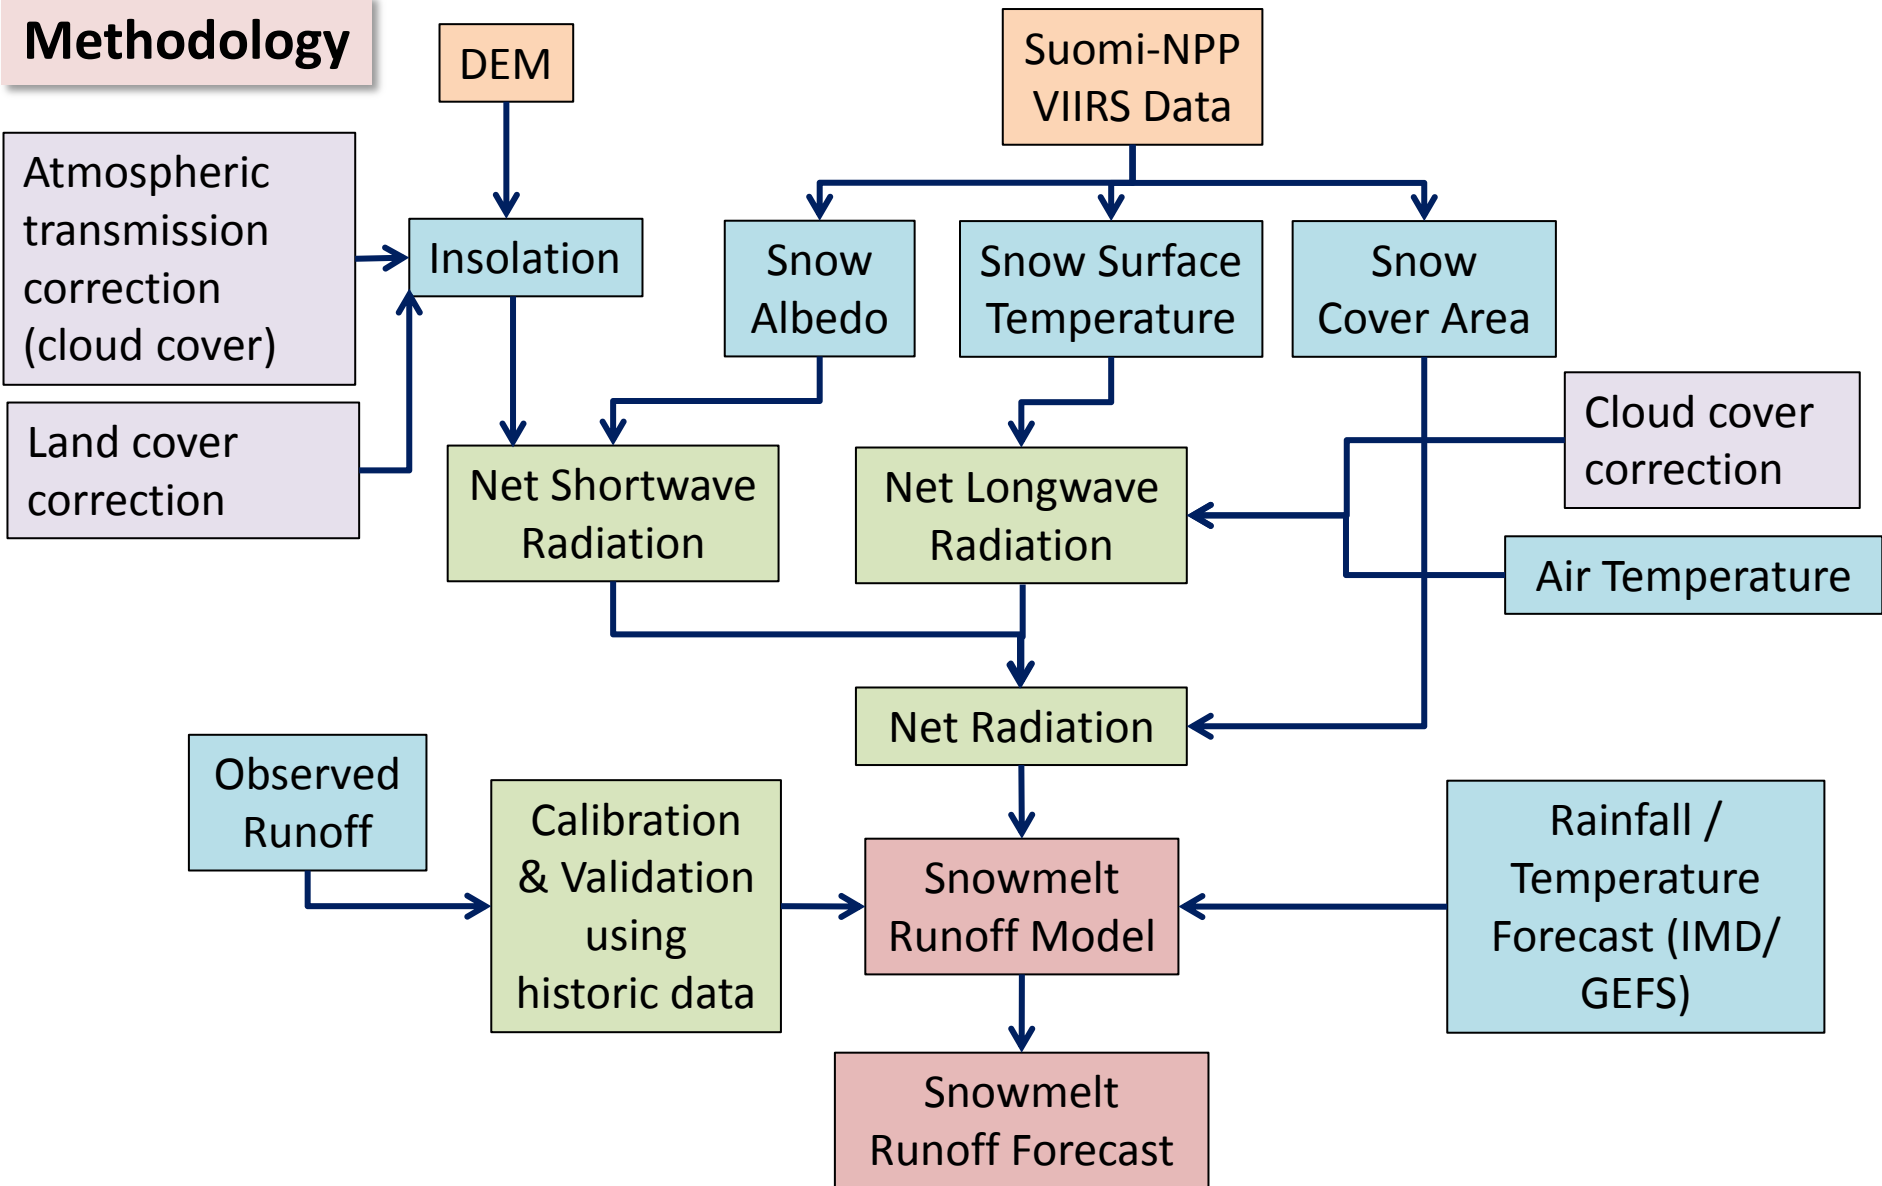 Methodology
DEM
Suomi-NPP
VIIRS Data
Atmospheric
transmission
correction
(cloud cover)
Insolation
Snow
Albedo
Snow Surface
Temperature
Snow
Cover Area
Land cover
correction
Net Shortwave
Radiation
Net Longwave
Radiation
Cloud cover
correction
Air Temperature
Net Radiation
Observed
Runoff
Calibration
& Validation
using
historic data
Snowmelt
Runoff Model
Rainfall /
Temperature
Forecast (IMD/
GEFS)
Snowmelt
Runoff Forecast